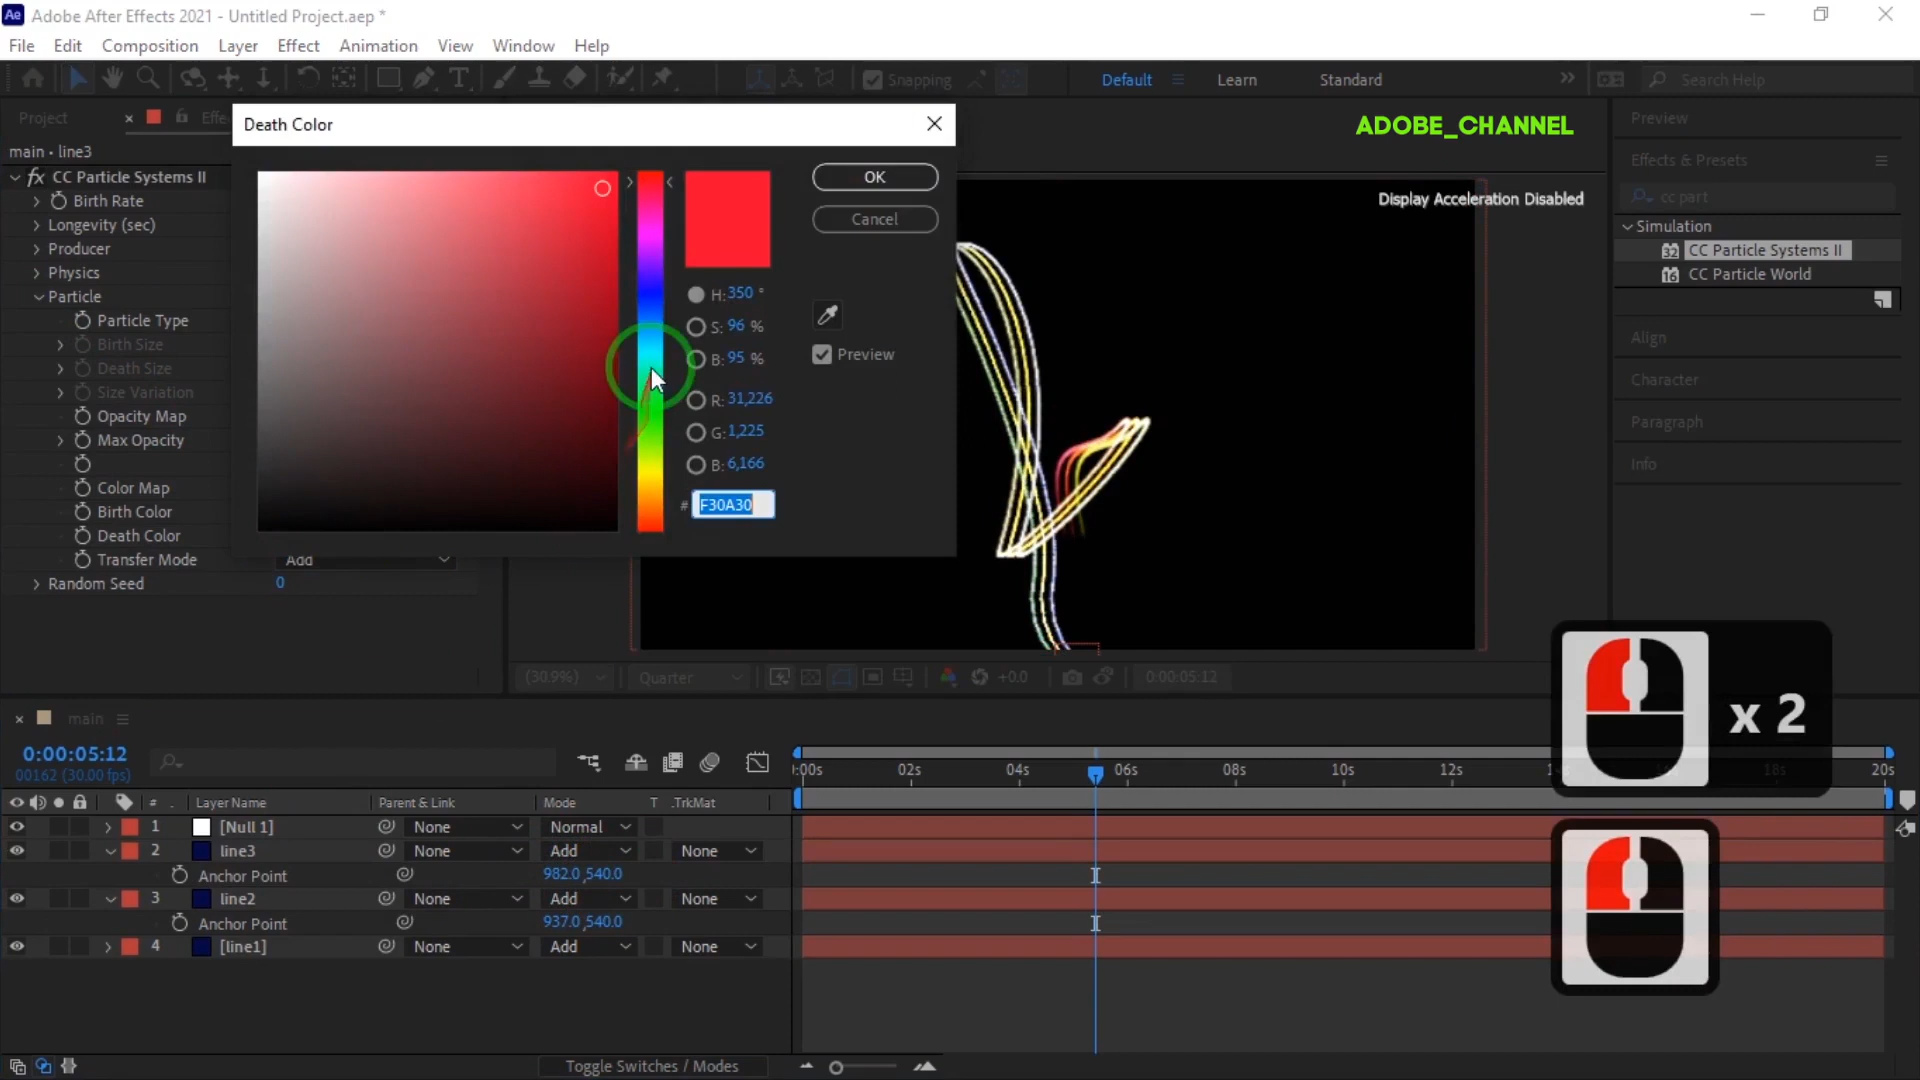 Ae Adobe After Effects 2021 - Untitled Project.aep *
File Edit Composition Layer Effect Animation View Window Help
Snapping Default Learn Standard Search Help
Project Effe
main • line3
fx CC Particle Systems II
Birth Rate
Longevity (sec)
Producer
Physics
Particle
Particle Type
Birth Size
Death Size
Size Variation
Opacity Map
Max Opacity
Color Map
Birth Color
Death Color
Transfer Mode Add
Random Seed 0
Death Color
OK
Cancel
H: 350 °
S: 96 %
B: 95 %
Preview
R: 31,226
G: 1,225
B: 6,166
# F30A30
ADOBE_CHANNEL
Display Acceleration Disabled
(30.9%) Quarter +0.0 0:00:05:12
Preview
Effects & Presets
cc part
Simulation
32 CC Particle Systems II
16 CC Particle World
Align
Character
Paragraph
Info
x 2
main
0:00:05:12
00162 (30.00 fps)
:00s 02s 04s 06s 08s 10s 12s 18s 20s
# Layer Name Parent & Link Mode T .TrkMat
1 [Null 1] None Normal
2 line3 None Add None
Anchor Point 982.0,540.0
3 line2 None Add None
Anchor Point 937.0,540.0
4 [line1] None Add None
Toggle Switches / Modes